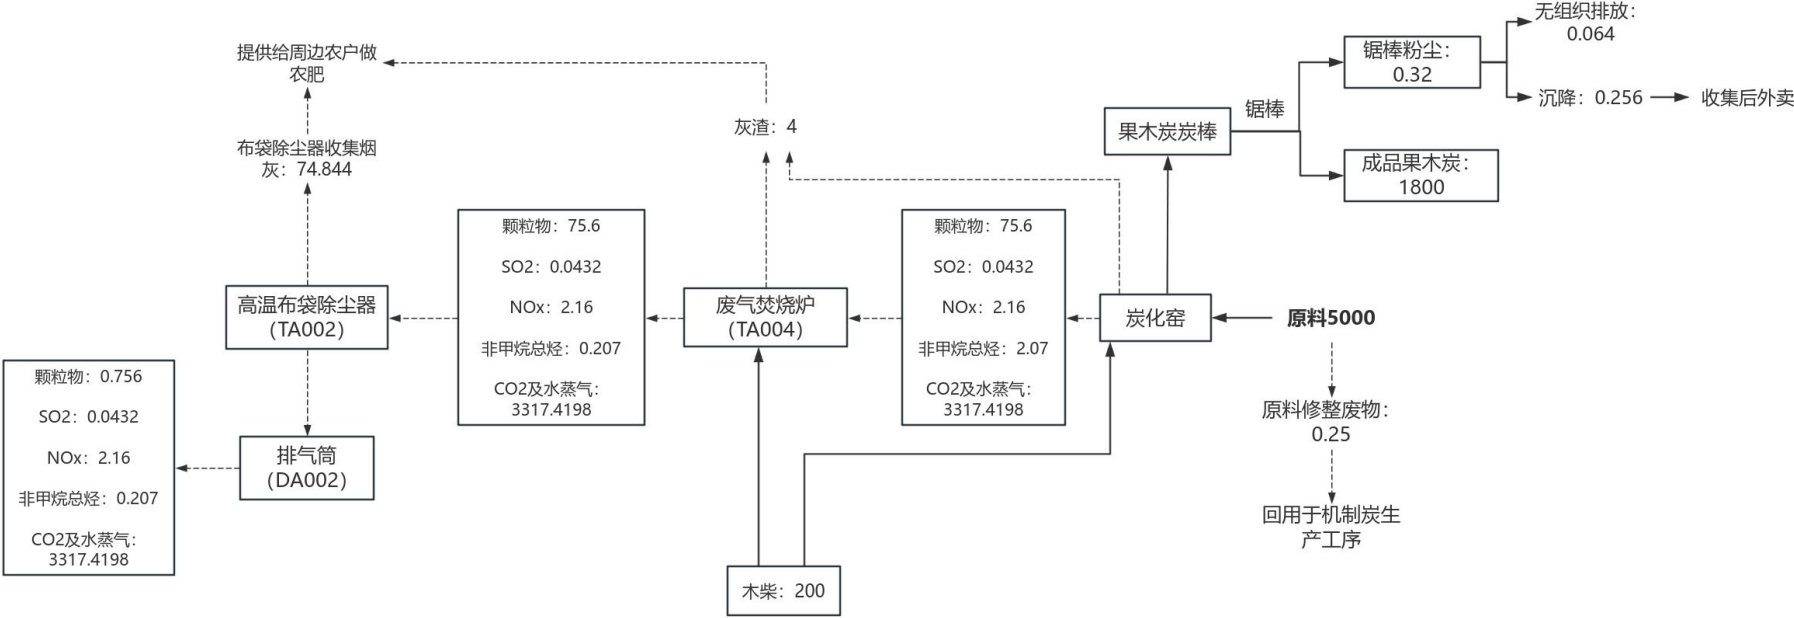 无组织排放：
0.064
锯棒粉尘：
0.32
沉降：0.256
收集后外卖
锯棒
果木炭炭棒
成品果木炭：
1800
提供给周边农户做
农肥
布袋除尘器收集烟
灰：74.844
灰渣：4
颗粒物：75.6
SO2：0.0432
NOx：2.16
非甲烷总烃：0.207
CO2及水蒸气：
3317.4198
颗粒物：75.6
SO2：0.0432
NOx：2.16
非甲烷总烃：2.07
CO2及水蒸气：
3317.4198
高温布袋除尘器
（TA002）
废气焚烧炉
（TA004）
炭化窑
原料5000
颗粒物：0.756
SO2：0.0432
NOx：2.16
非甲烷总烃：0.207
CO2及水蒸气：
3317.4198
排气筒
（DA002）
原料修整废物：
0.25
回用于机制炭生
产工序
木柴：200